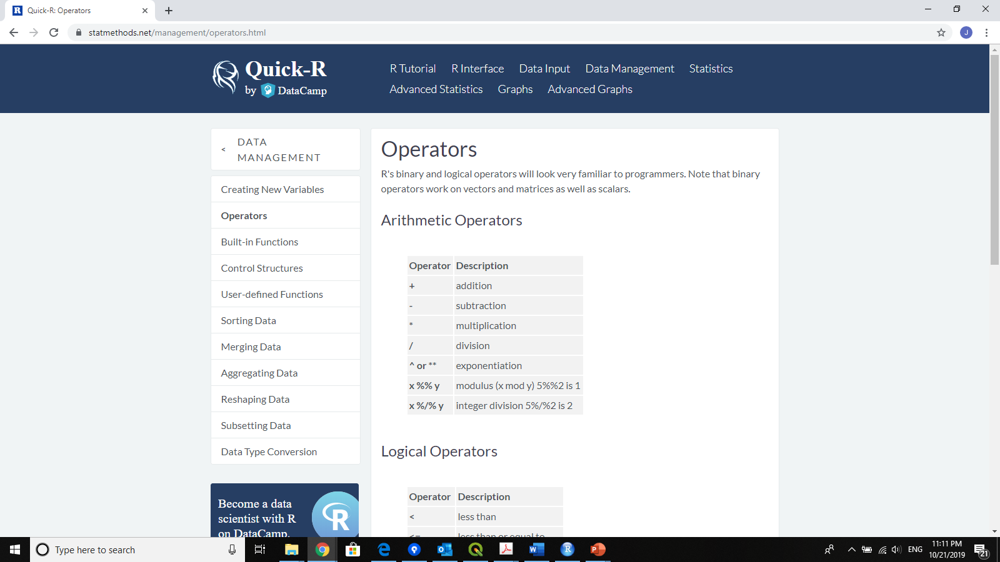 Quick-R: Operators
statmethods.net/management/operators.html
J
Quick-R
by DataCamp
R Tutorial R Interface Data Input Data Management Statistics
Advanced Statistics Graphs Advanced Graphs
< DATA
MANAGEMENT
Creating New Variables
Operators
Built-in Functions
Control Structures
User-defined Functions
Sorting Data
Merging Data
Aggregating Data
Reshaping Data
Subsetting Data
Data Type Conversion
Become a data
scientist with R
on DataCamp.
R
Operators
R's binary and logical operators will look very familiar to programmers. Note that binary
operators work on vectors and matrices as well as scalars.
Arithmetic Operators
Operator Description
+ addition
- subtraction
* multiplication
/ division
^ or ** exponentiation
x %% y modulus (x mod y) 5%%2 is 1
x %/% y integer division 5%/%2 is 2
Logical Operators
Operator Description
< less than
<= less than or equal to
Type here to search
ENG
11:11 PM
10/21/2019
21